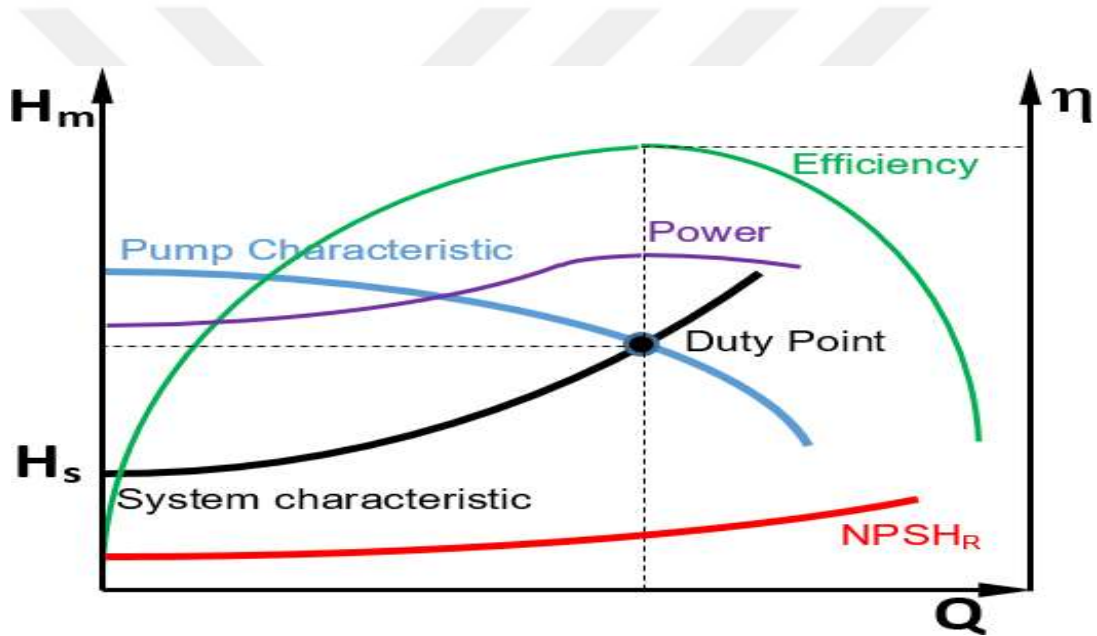 Hm
η
Efficiency
Power
Pump Characteristic
Duty Point
Hs
System characteristic
NPSHR
Q